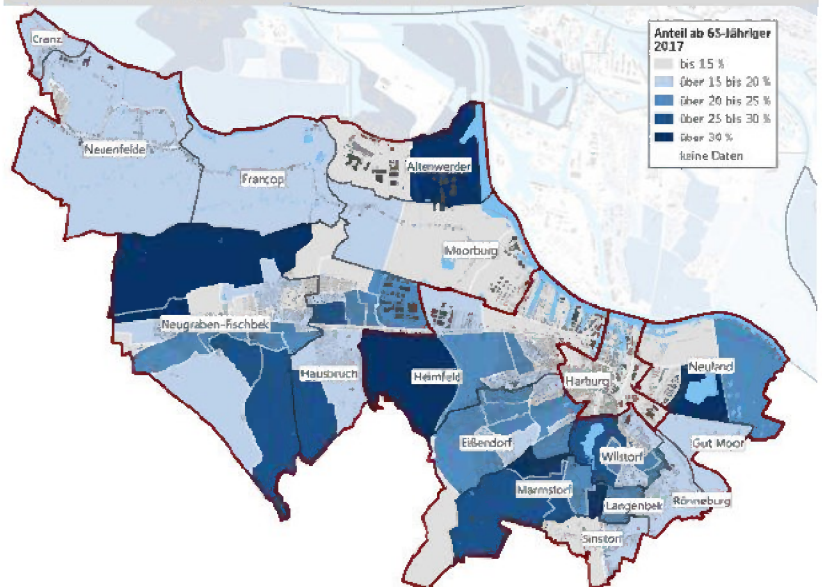 Anteil ab 65-Jähriger
2017
bis 15 %
über 15 bis 20 %
über 20 bis 25 %
über 25 bis 30 %
über 30 %
keine Daten
Cranz
Neuenfelde
Francop
Altenwerder
Moorburg
Neugraben-Fischbek
Hausbruch
Heimfeld
Harburg
Neuland
Eißendorf
Gut Moor
Wilstorf
Marmstorf
Langenbek
Rönneburg
Sinstorf